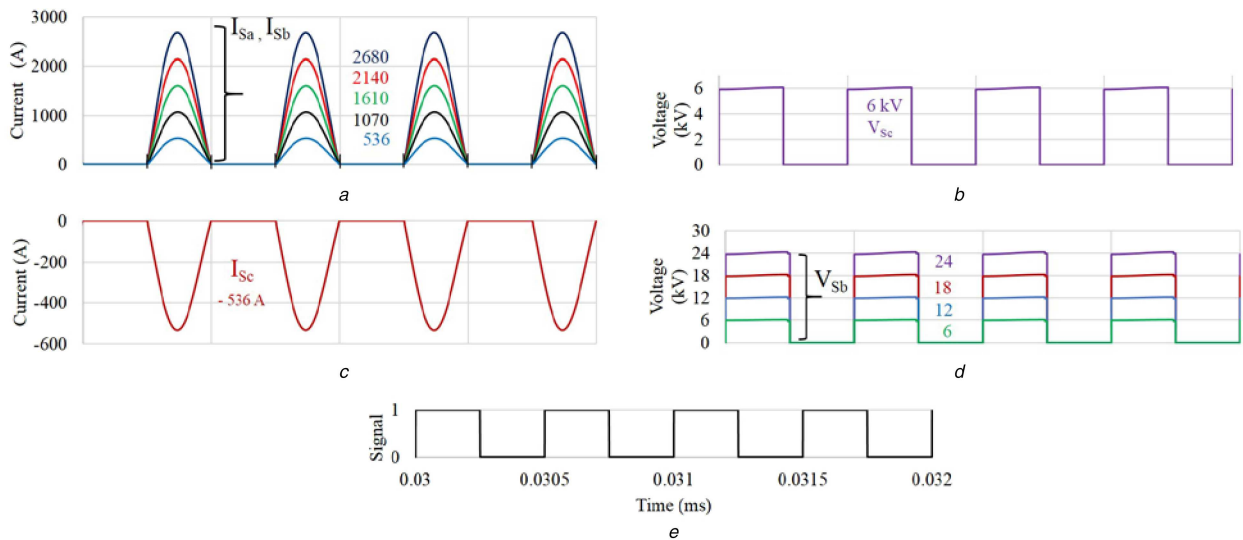 3000
2000
1000
0
Current (A)
I_Sa , I_Sb
2680
2140
1610
1070
536
a
6
4
2
0
Voltage
(kV)
6 kV
V_Sc
b
0
-200
-400
-600
Current (A)
I_Sc
- 536 A
c
30
24
18
12
6
0
Voltage
(kV)
V_Sb
24
18
12
6
d
1
0
Signal
0.03 0.0305 0.031 0.0315 0.032
Time (ms)
e